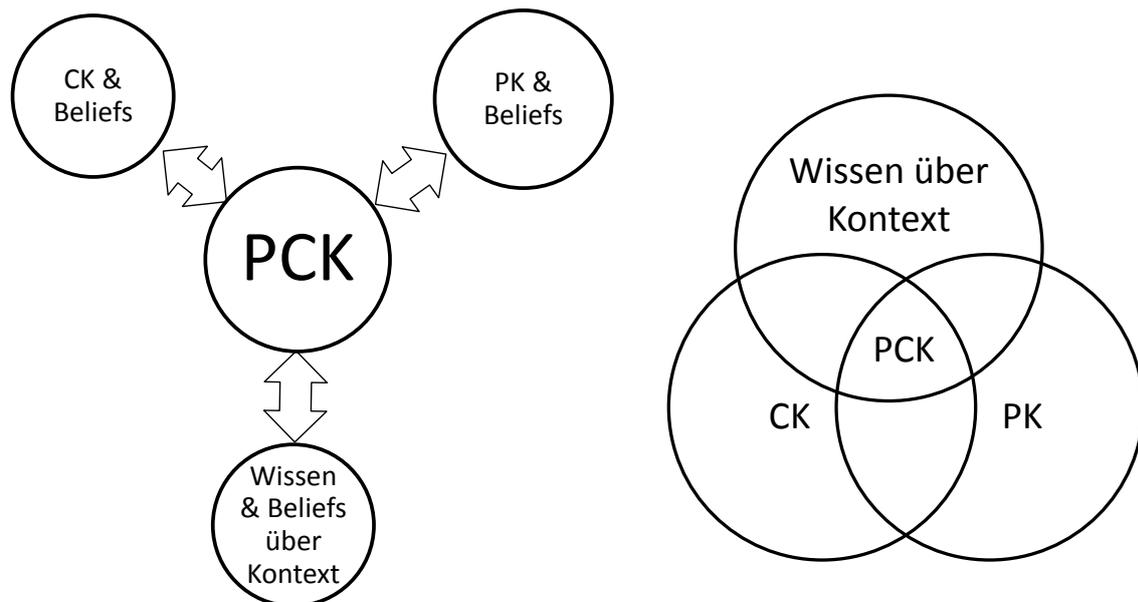 CK &
Beliefs
PK &
Beliefs
PCK
Wissen
& Beliefs
über
Kontext
Wissen über
Kontext
PCK
CK
PK